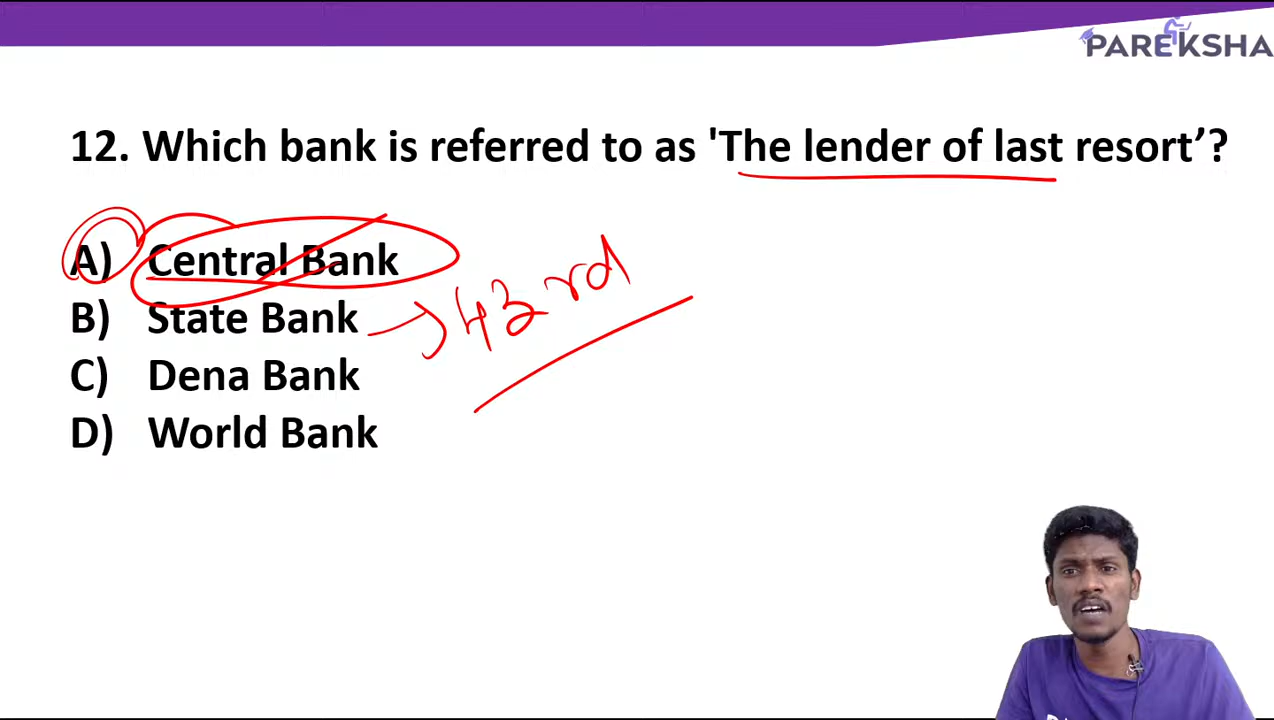 PAREKSHA
12. Which bank is referred to as 'The lender of last resort’?
A) Central Bank
B) State Bank → 43rd
C) Dena Bank
D) World Bank